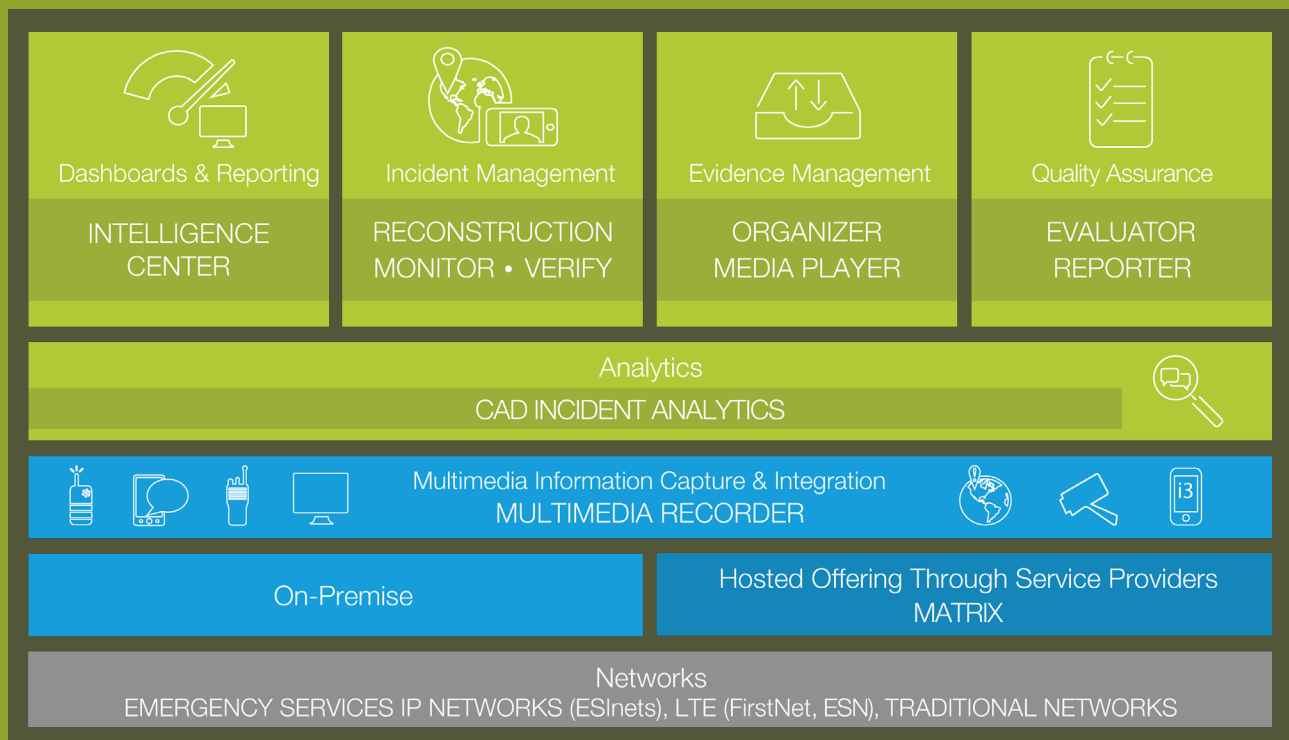 Dashboards & Reporting
INTELLIGENCE
CENTER
Incident Management
RECONSTRUCTION
MONITOR • VERIFY
Evidence Management
ORGANIZER
MEDIA PLAYER
Quality Assurance
EVALUATOR
REPORTER
Analytics
CAD INCIDENT ANALYTICS
Multimedia Information Capture & Integration
MULTIMEDIA RECORDER
i3
On-Premise
Hosted Offering Through Service Providers
MATRIX
Networks
EMERGENCY SERVICES IP NETWORKS (ESInets), LTE (FirstNet, ESN), TRADITIONAL NETWORKS